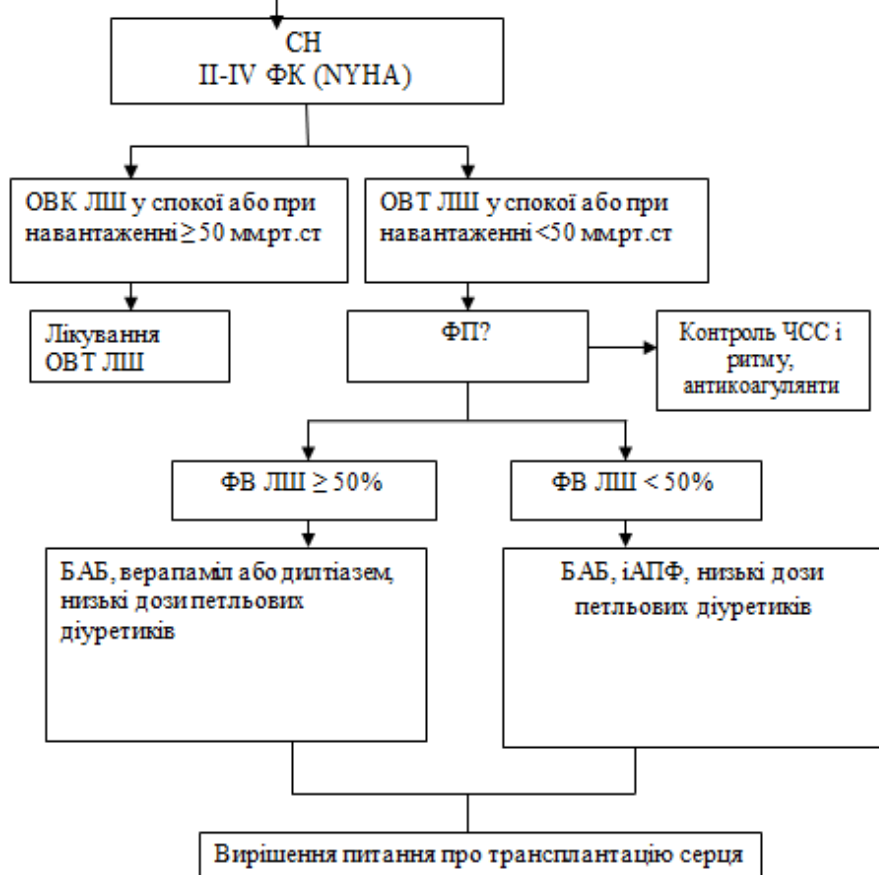 СН
ІІ-ІV ФК (NYHA)
ОВК ЛШ у спокої або при
навантаженні ≥ 50 мм.рт.ст
ОВТ ЛШ у спокої або при
навантаженні <50 мм.рт.ст
Лікування
ОВТ ЛШ
ФП?
Контроль ЧСС і
ритму,
антикоагулянти
ФВ ЛШ ≥ 50%
ФВ ЛШ < 50%
БАБ, верапаміл або дилтіазем,
низькі дози петльових
діуретиків
БАБ, іАПФ, низькі дози
петльових діуретиків
Вирішення питання про трансплантацію серця